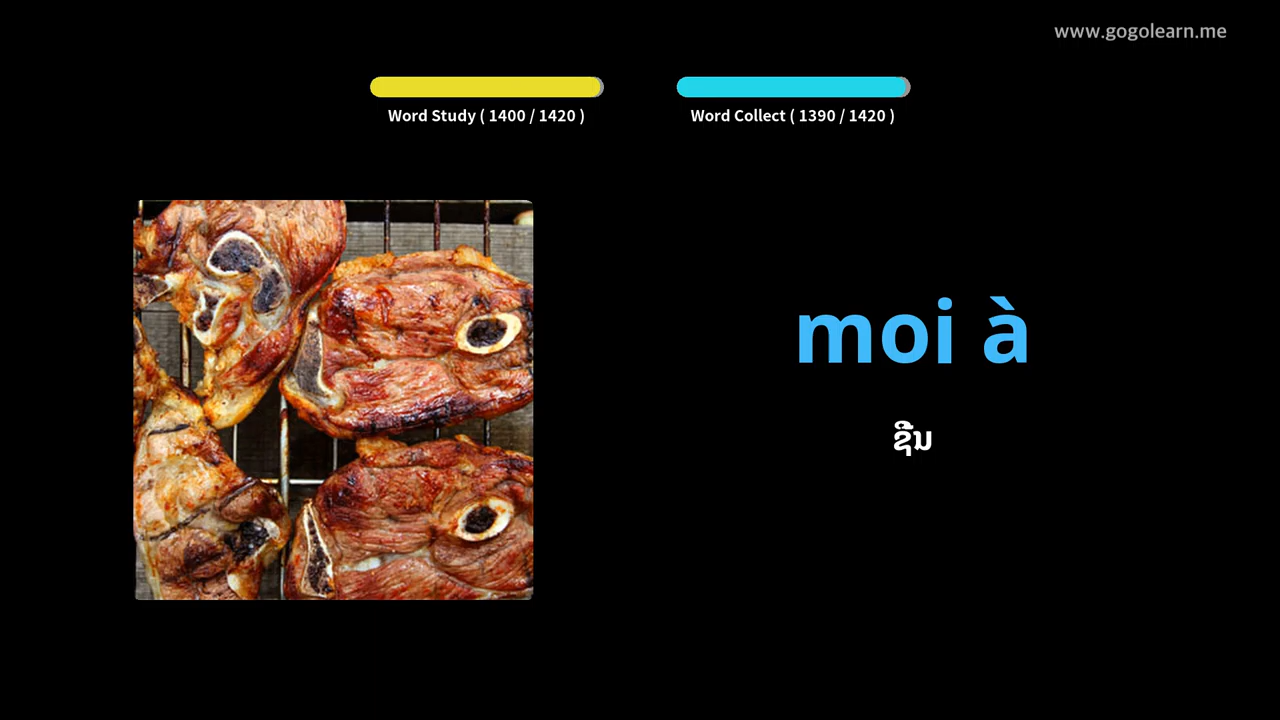 www.gogolearn.me
Word Study ( 1400 / 1420 )
Word Collect ( 1390 / 1420 )
moi à
ຊີ້ນ